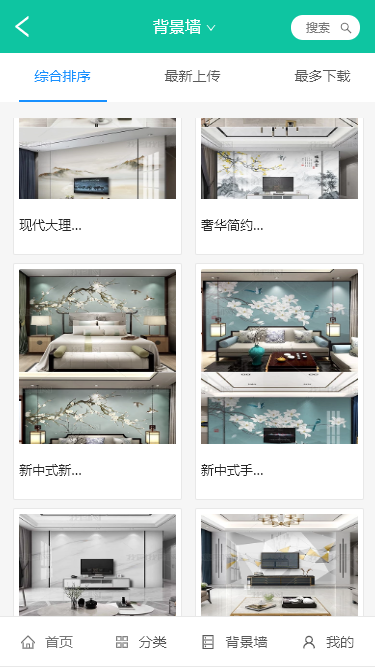 背景墙
搜索
综合排序
最新上传
最多下载
现代大理...
奢华简约...
新中式新...
新中式手...
首页
分类
背景墙
我的